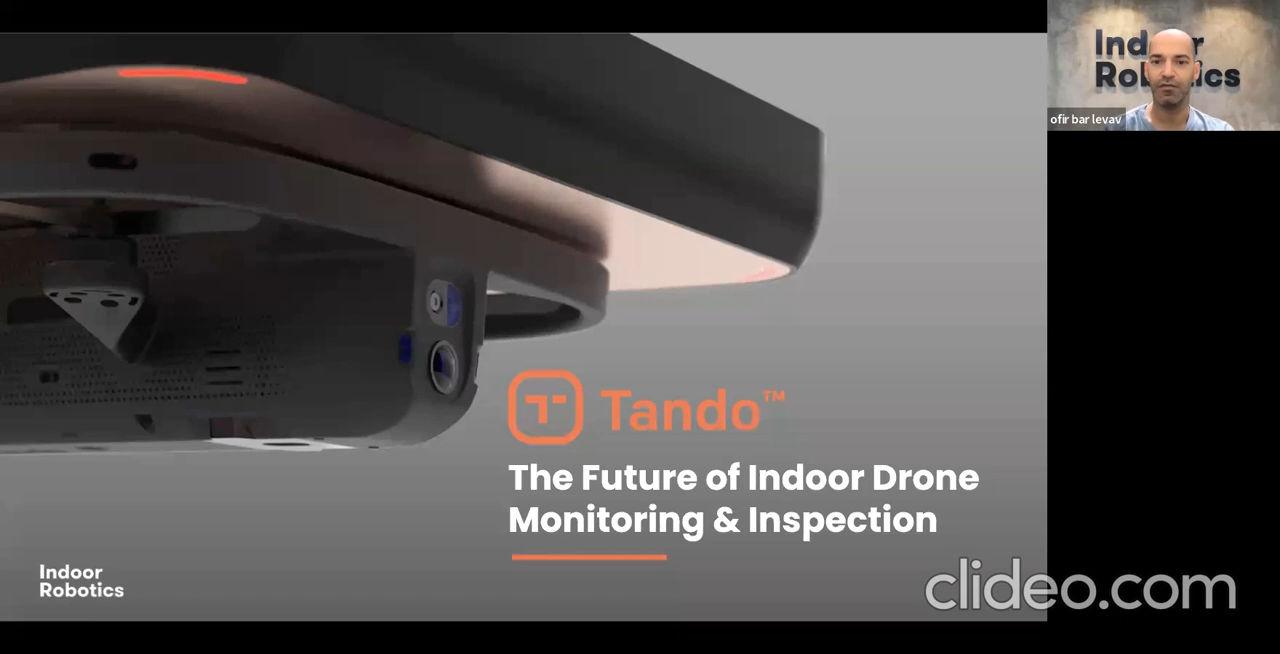 Indoor
Robotics
ofir bar levav
Tando™
The Future of Indoor Drone
Monitoring & Inspection
Indoor
Robotics
clideo.com